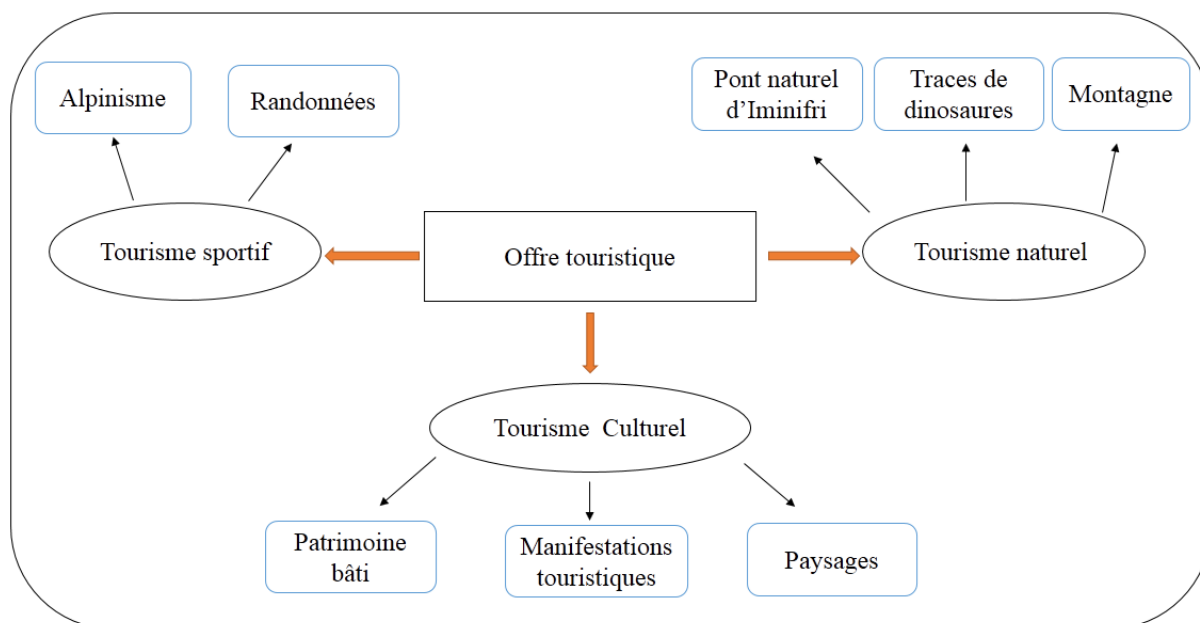 Alpinisme
Randonnées
Pont naturel
d’Iminifri
Traces de
dinosaures
Montagne
Tourisme sportif
Offre touristique
Tourisme naturel
Tourisme Culturel
Patrimoine
bâti
Manifestations
touristiques
Paysages